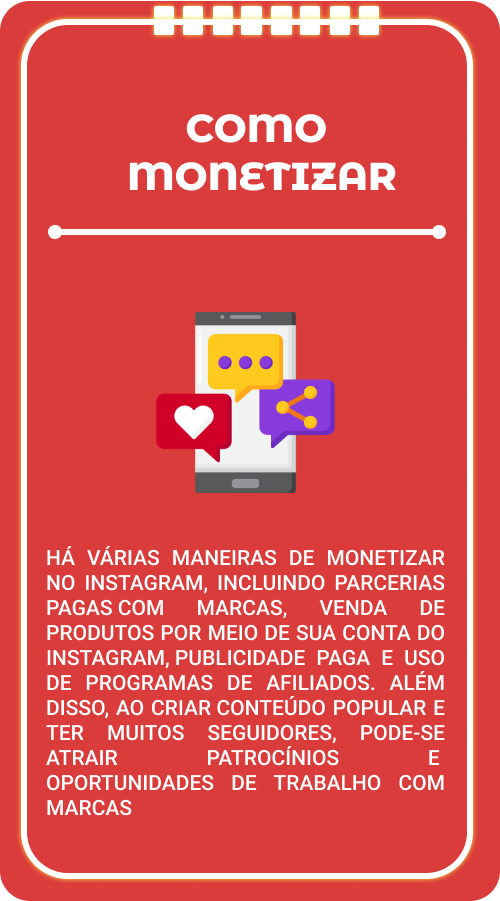 COMO
MONETIZAR
HÁ VÁRIAS MANEIRAS DE MONETIZAR
NO INSTAGRAM, INCLUINDO PARCERIAS
PAGAS COM MARCAS, VENDA DE
PRODUTOS POR MEIO DE SUA CONTA DO
INSTAGRAM, PUBLICIDADE PAGA E USO
DE PROGRAMAS DE AFILIADOS. ALÉM
DISSO, AO CRIAR CONTEÚDO POPULAR E
TER MUITOS SEGUIDORES, PODE-SE
ATRAIR PATROCÍNIOS E
OPORTUNIDADES DE TRABALHO COM
MARCAS